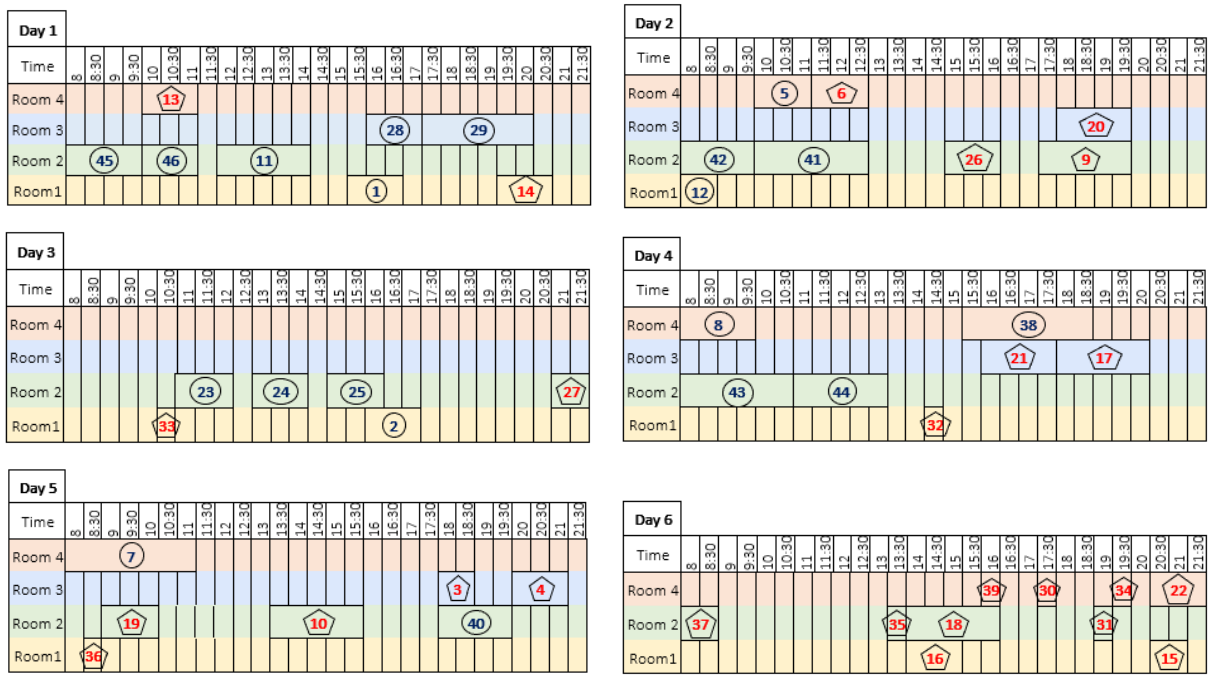 Day 1
Time 8 8:30 9 9:30 10 10:30 11 11:30 12 12:30 13 13:30 14 14:30 15 15:30 16 16:30 17 17:30 18 18:30 19 19:30 20 20:30 21 21:30
Room 4 13
Room 3 28 29
Room 2 45 46 11
Room1 1 14
Day 2
Time 8 8:30 9 9:30 10 10:30 11 11:30 12 12:30 13 13:30 14 14:30 15 15:30 16 16:30 17 17:30 18 18:30 19 19:30 20 20:30 21 21:30
Room 4 5 6
Room 3 20
Room 2 42 41 26 9
Room1 12
Day 3
Time 8 8:30 9 9:30 10 10:30 11 11:30 12 12:30 13 13:30 14 14:30 15 15:30 16 16:30 17 17:30 18 18:30 19 19:30 20 20:30 21 21:30
Room 4
Room 3
Room 2 23 24 25 27
Room1 33 2
Day 4
Time 8 8:30 9 9:30 10 10:30 11 11:30 12 12:30 13 13:30 14 14:30 15 15:30 16 16:30 17 17:30 18 18:30 19 19:30 20 20:30 21 21:30
Room 4 8 38
Room 3 21 17
Room 2 43 44
Room1 32
Day 5
Time 8 8:30 9 9:30 10 10:30 11 11:30 12 12:30 13 13:30 14 14:30 15 15:30 16 16:30 17 17:30 18 18:30 19 19:30 20 20:30 21 21:30
Room 4 7
Room 3 3 4
Room 2 19 10 40
Room1 36
Day 6
Time 8 8:30 9 9:30 10 10:30 11 11:30 12 12:30 13 13:30 14 14:30 15 15:30 16 16:30 17 17:30 18 18:30 19 19:30 20 20:30 21 21:30
Room 4 39 30 34 22
Room 2 37 35 18 31
Room1 16 15